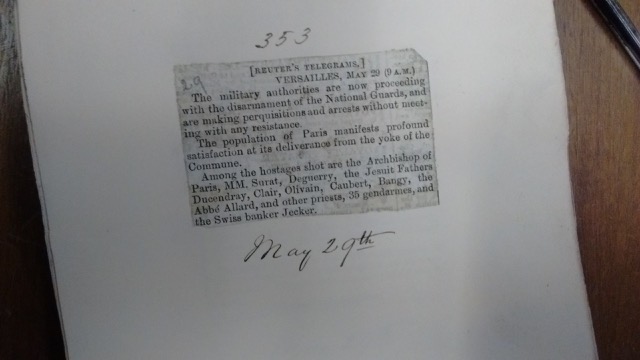 353
29
[REUTER'S TELEGRAMS.]
VERSAILLES, MAY 29 (9 A.M.)
The military authorities are now proceeding
with the disarmament of the National Guards, and
are making perquisitions and arrests without meet-
ing with any resistance.
The population of Paris manifests profound
satisfaction at its deliverance from the yoke of the
Commune.
Among the hostages shot are the Archbishop of
Paris, MM. Surat, Deguerry, the Jesuit Fathers
Ducendray, Clair, Olivain, Caubert, Baugy, the
Abbé Allard, and other priests, 35 gendarmes, and
the Swiss banker Jecker.
May 29th